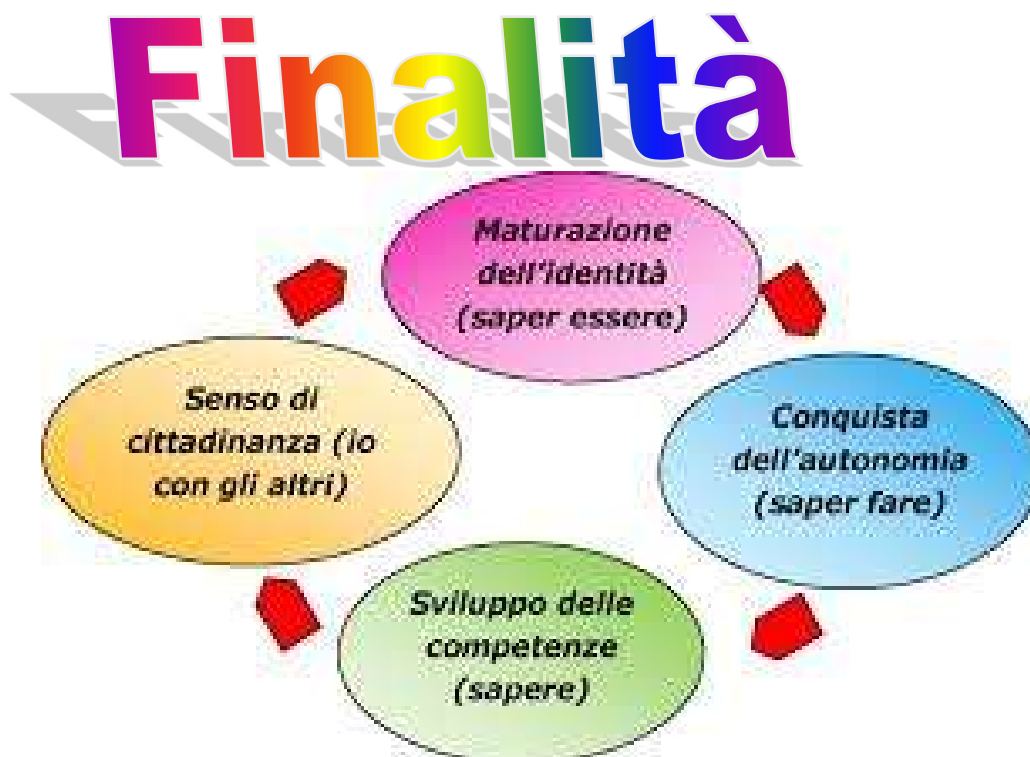 Finalità
Maturazione
dell'identità
(saper essere)
Conquista
dell'autonomia
(saper fare)
Sviluppo delle
competenze
(sapere)
Senso di
cittadinanza (io
con gli altri)